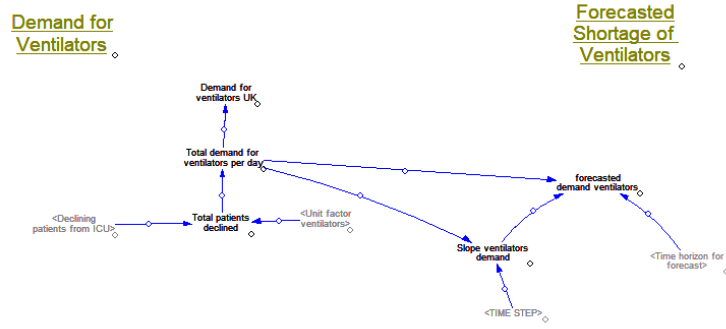 Demand for
Ventilators
Forecasted
Shortage of
Ventilators
Demand for
ventilators UK
Total demand for
ventilators per day
forecasted
demand ventilators
<Declining
patients from ICU>
Total patients
declined
<Unit factor
ventilators>
Slope ventilators
demand
<Time horizon for
forecast>
<TIME STEP>